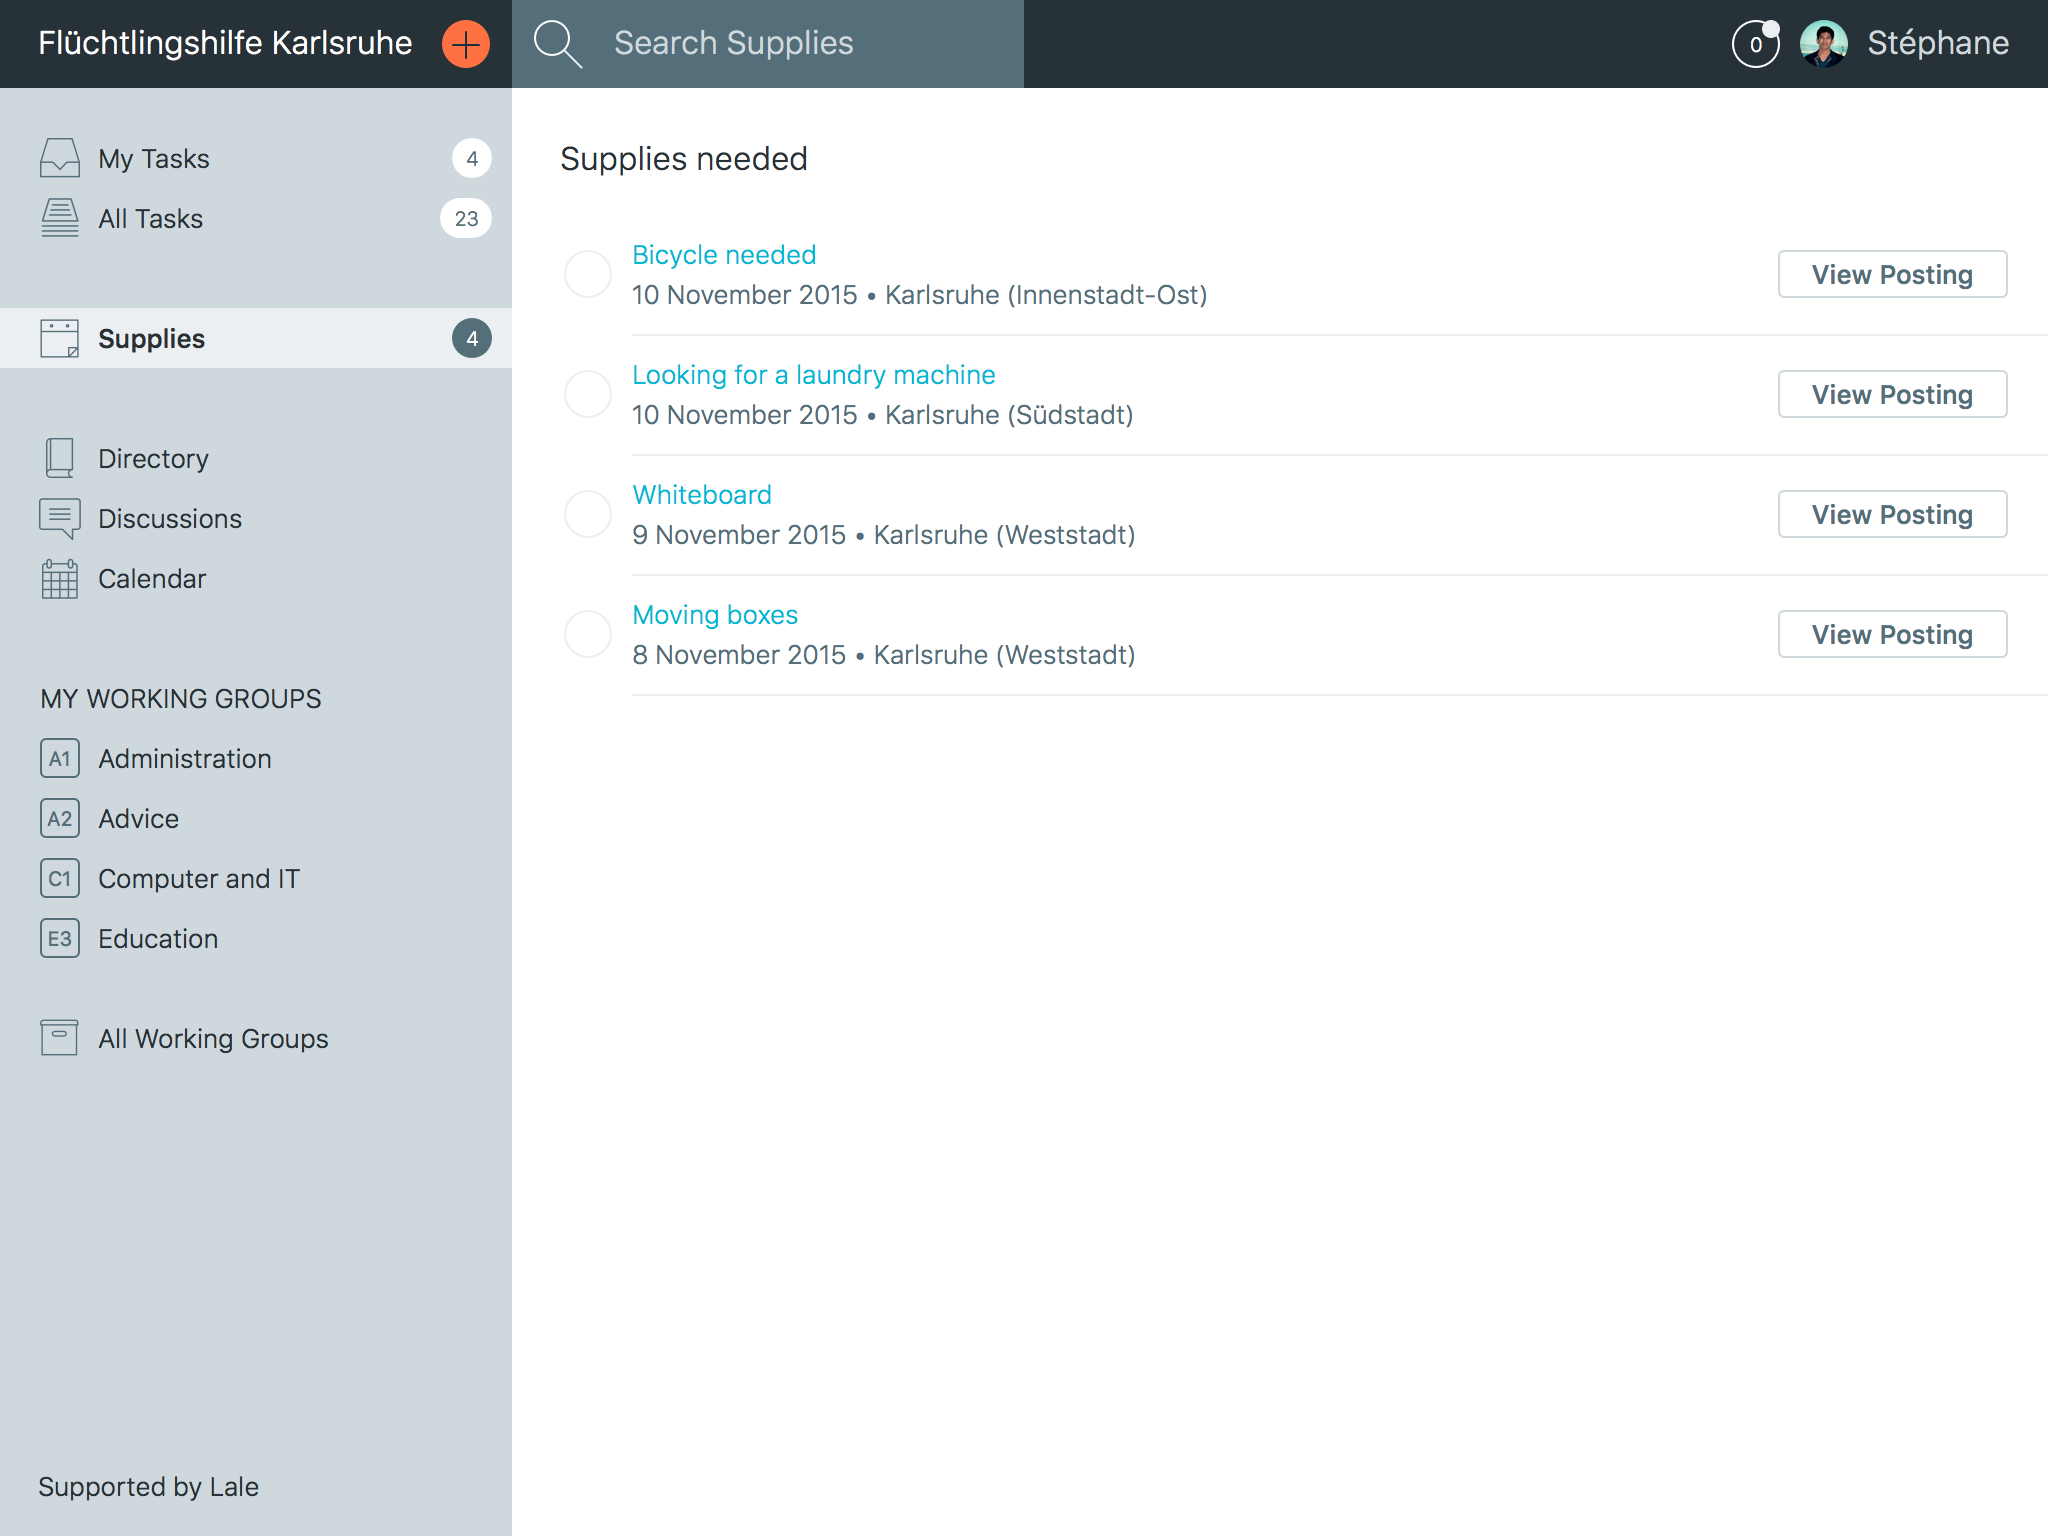 Flüchtlingshilfe Karlsruhe
Search Supplies
0
Stéphane
My Tasks 4
All Tasks 23
Supplies 4
Directory
Discussions
Calendar
MY WORKING GROUPS
A1 Administration
A2 Advice
C1 Computer and IT
E3 Education
All Working Groups
Supported by Lale
Supplies needed
Bicycle needed
10 November 2015 • Karlsruhe (Innenstadt-Ost)
View Posting
Looking for a laundry machine
10 November 2015 • Karlsruhe (Südstadt)
View Posting
Whiteboard
9 November 2015 • Karlsruhe (Weststadt)
View Posting
Moving boxes
8 November 2015 • Karlsruhe (Weststadt)
View Posting